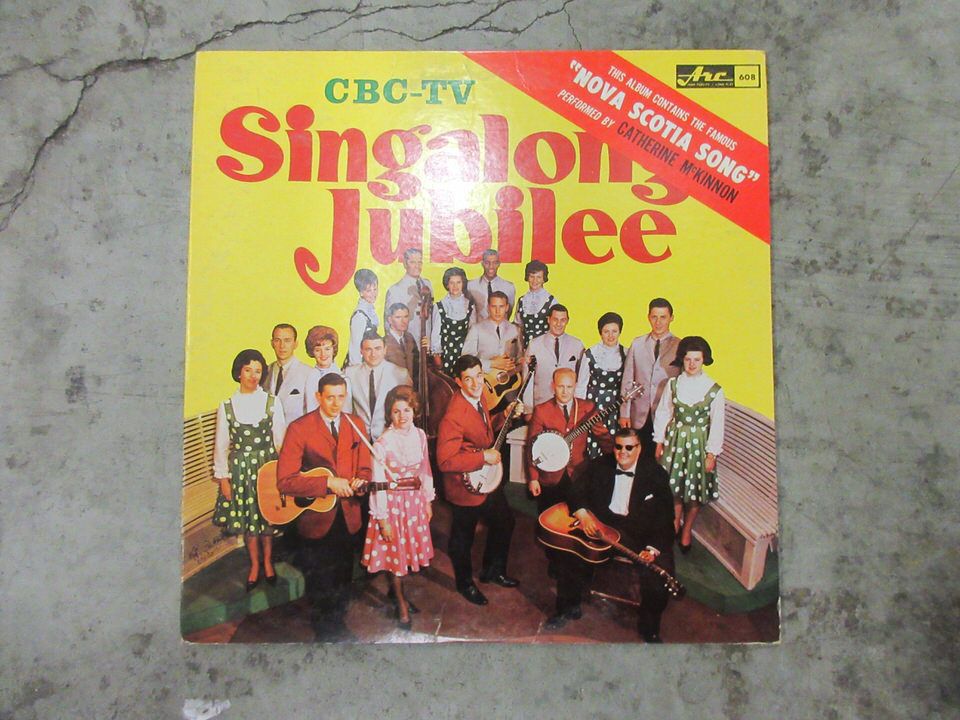 CBC-TV
Singalong
Jubilee
THIS ALBUM CONTAINS THE FAMOUS
"NOVA SCOTIA SONG"
PERFORMED BY CATHERINE McKINNON
Arc 608